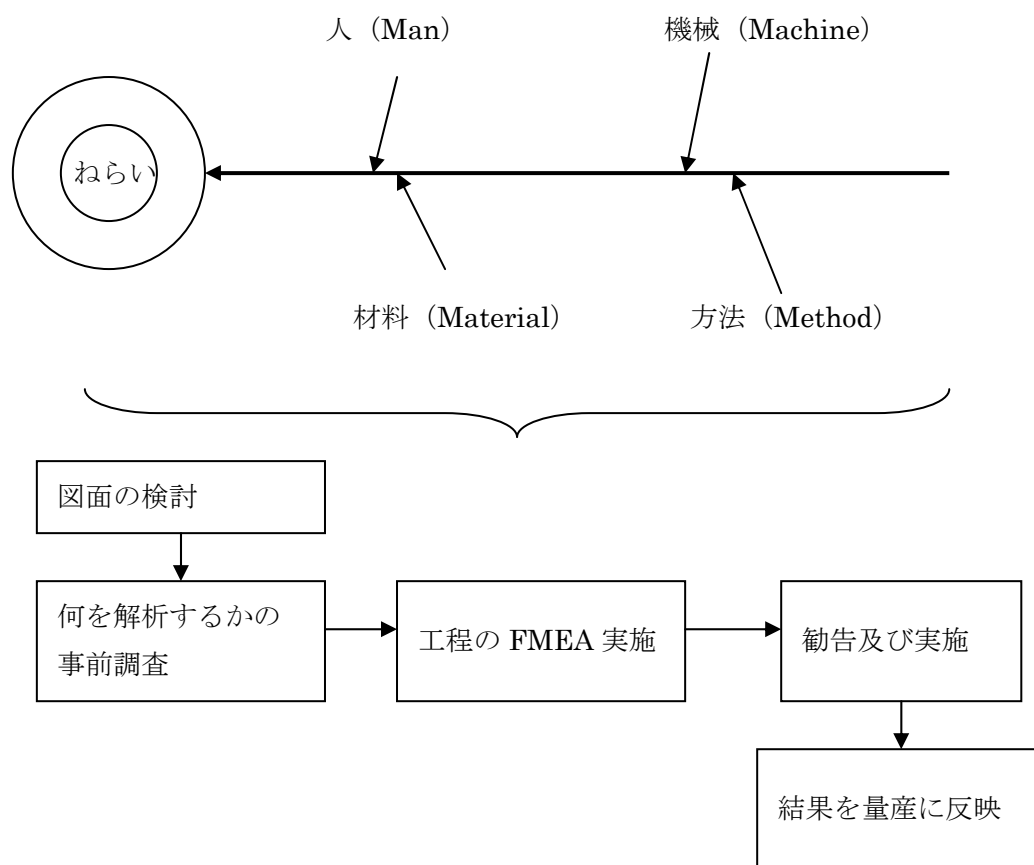 人（Man）
機械（Machine）
ねらい
材料（Material）
方法（Method）
図面の検討
何を解析するかの
事前調査
工程の FMEA 実施
勧告及び実施
結果を量産に反映